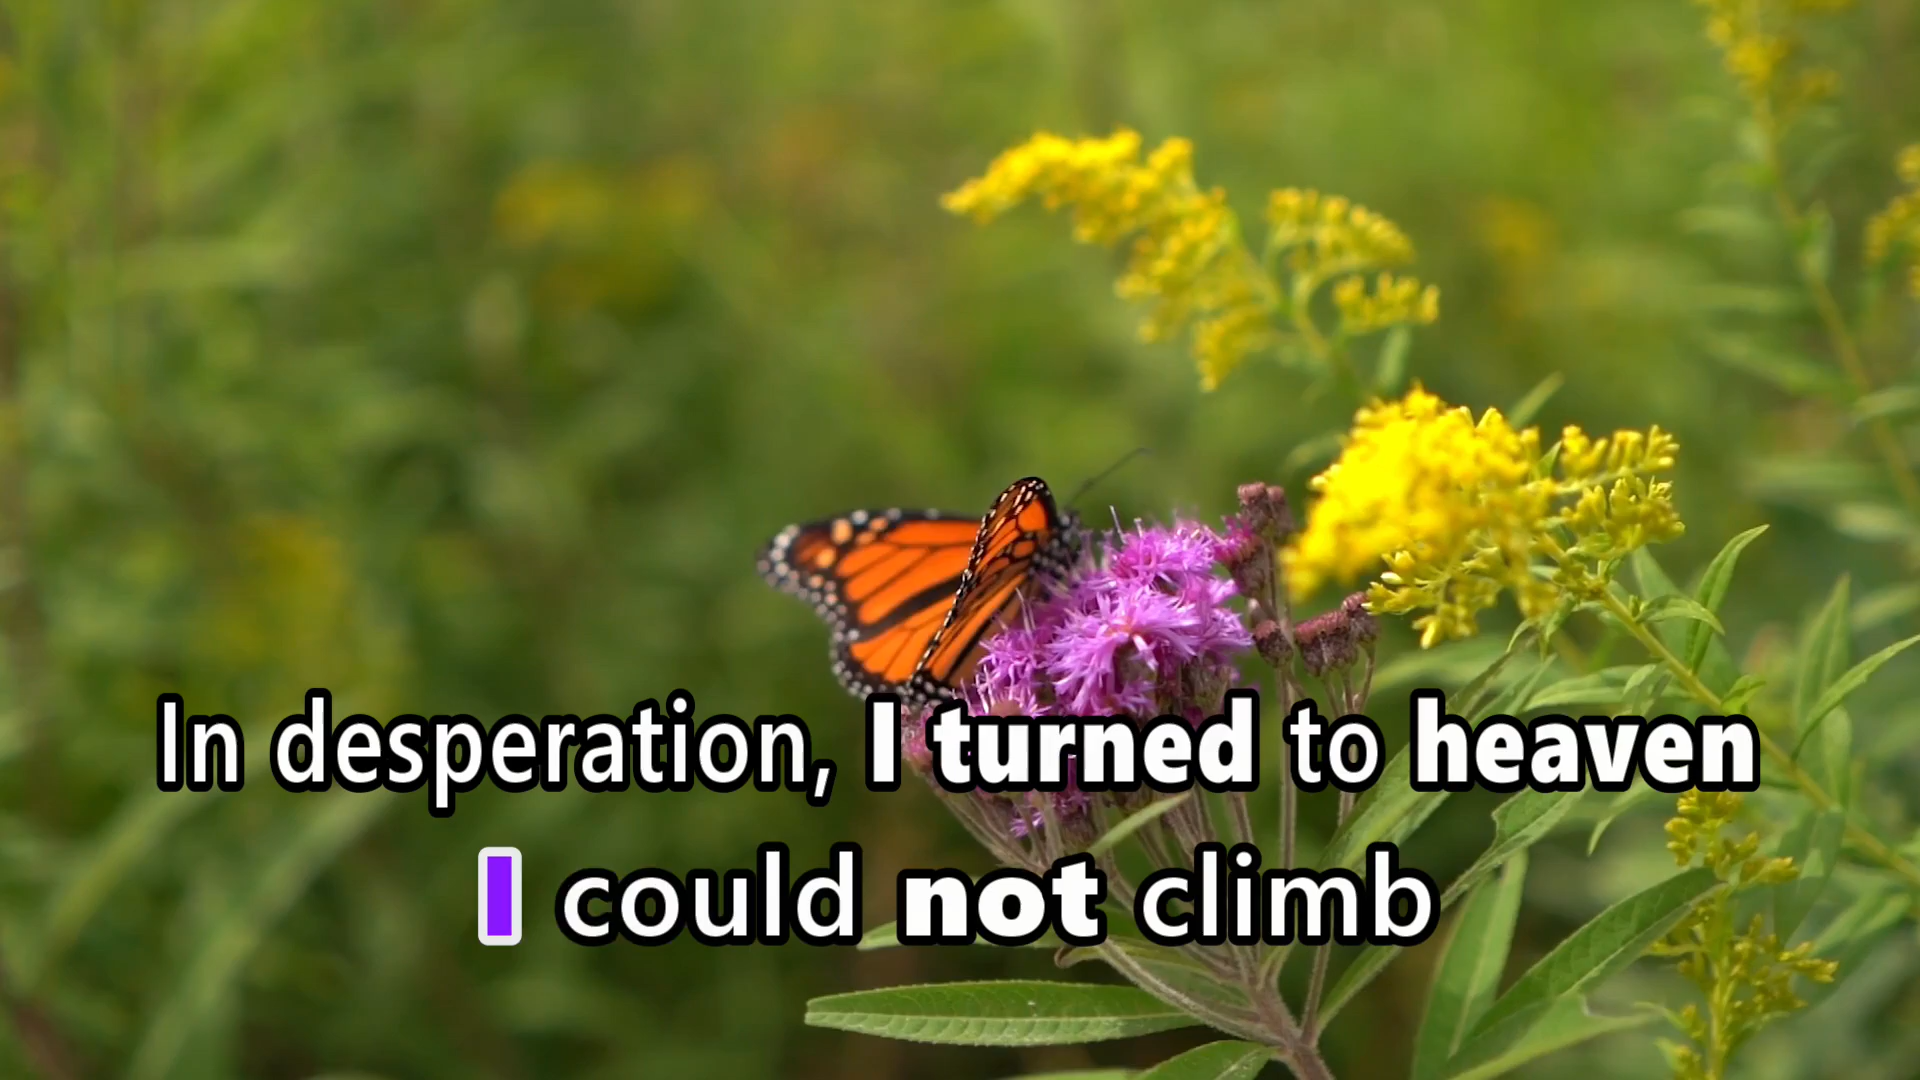 In desperation, I turned to heaven
I could not climb